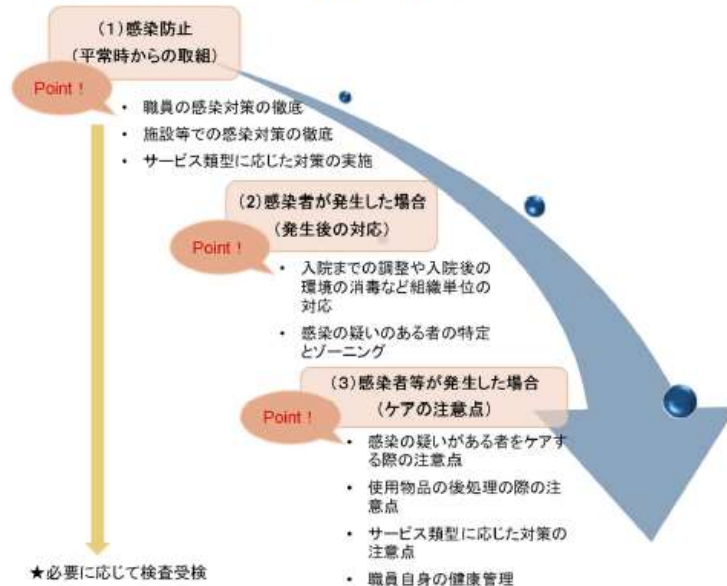 (1)感染防止
(平常時からの取組)
Point!
• 職員の感染対策の徹底
• 施設等での感染対策の徹底
• サービス類型に応じた対策の実施
(2)感染者が発生した場合
(発生後の対応)
Point!
• 入院までの調整や入院後の
環境の消毒など組織単位の
対応
• 感染の疑いのある者の特定
とゾーニング
(3)感染者等が発生した場合
(ケアの注意点)
Point!
• 感染の疑いがある者をケアす
る際の注意点
• 使用物品の後処理の際の注
意点
• サービス類型に応じた対策の
注意点
• 職員自身の健康管理
★必要に応じて検査受検